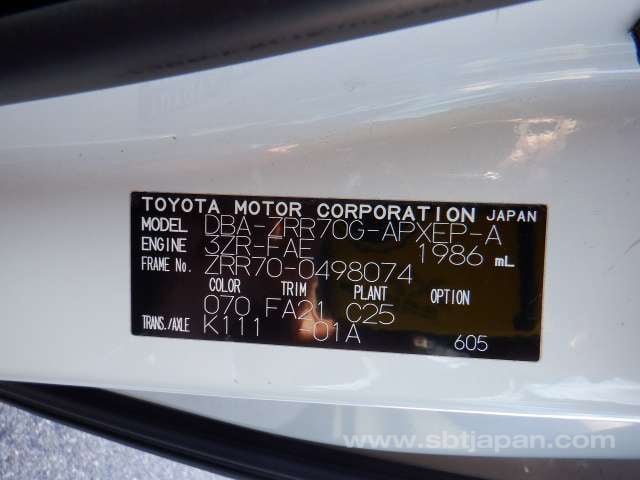 TOYOTA MOTOR CORPORATION JAPAN
MODEL DBA-ZRR70G-APXEP-A
ENGINE 3ZR-FAE 1986 mL
FRAME No. ZRR70-0498074
COLOR TRIM PLANT OPTION
070 FA21 C25
TRANS./AXLE K111 -01A 605
www.sbtjapan.com